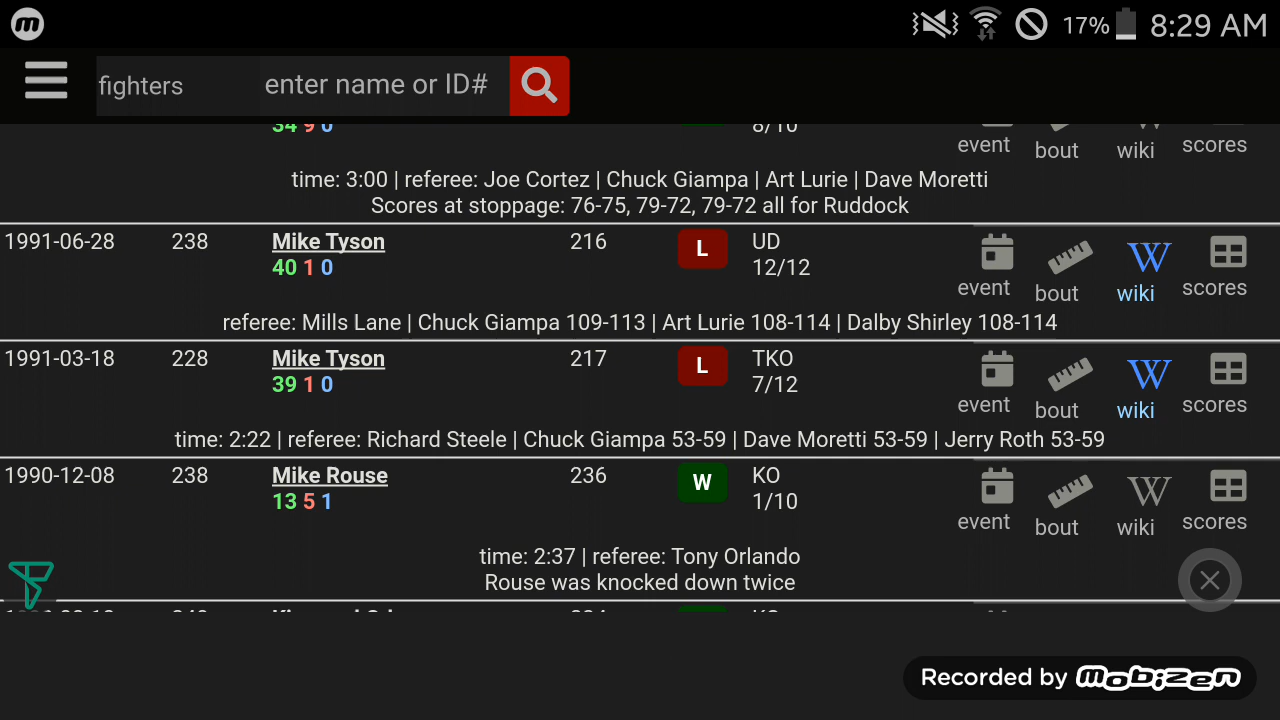 17% 8:29 AM
fighters enter name or ID#
34 9 0 8/10
event bout wiki scores
time: 3:00 | referee: Joe Cortez | Chuck Giampa | Art Lurie | Dave Moretti
Scores at stoppage: 76-75, 79-72, 79-72 all for Ruddock
1991-06-28 238 Mike Tyson 216 L UD
40 1 0 12/12
event bout wiki scores
referee: Mills Lane | Chuck Giampa 109-113 | Art Lurie 108-114 | Dalby Shirley 108-114
1991-03-18 228 Mike Tyson 217 L TKO
39 1 0 7/12
event bout wiki scores
time: 2:22 | referee: Richard Steele | Chuck Giampa 53-59 | Dave Moretti 53-59 | Jerry Roth 53-59
1990-12-08 238 Mike Rouse 236 W KO
13 5 1 1/10
event bout wiki scores
time: 2:37 | referee: Tony Orlando
Rouse was knocked down twice
Recorded by mobizen